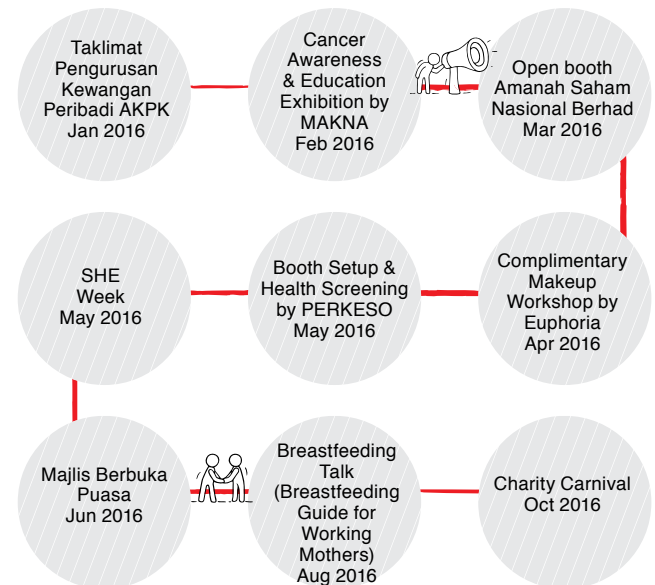 Taklimat
Pengurusan
Kewangan
Peribadi AKPK
Jan 2016
Cancer
Awareness
& Education
Exhibition by
MAKNA
Feb 2016
Open booth
Amanah Saham
Nasional Berhad
Mar 2016
Complimentary
Makeup
Workshop by
Euphoria
Apr 2016
Booth Setup &
Health Screening
by PERKESO
May 2016
SHE
Week
May 2016
Majlis Berbuka
Puasa
Jun 2016
Breastfeeding
Talk
(Breastfeeding
Guide for
Working
Mothers)
Aug 2016
Charity Carnival
Oct 2016